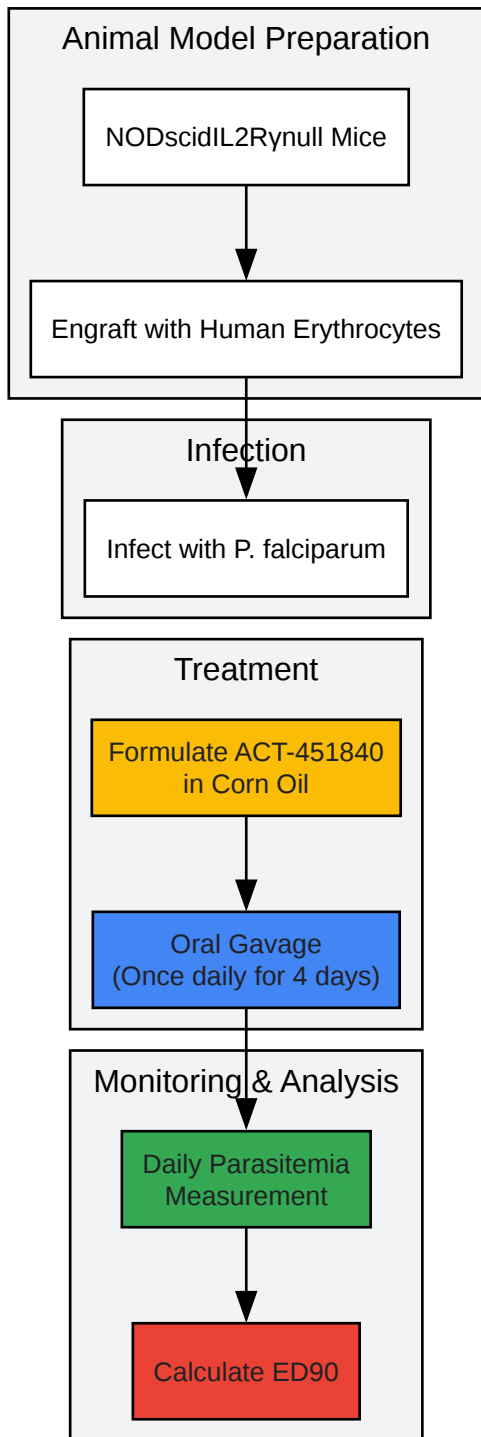 Animal Model Preparation
NODscidIL2Rγnull Mice
Engraft with Human Erythrocytes
Infection
Infect with P. falciparum
Treatment
Formulate ACT-451840
in Corn Oil
Oral Gavage
(Once daily for 4 days)
Monitoring & Analysis
Daily Parasitemia
Measurement
Calculate ED90